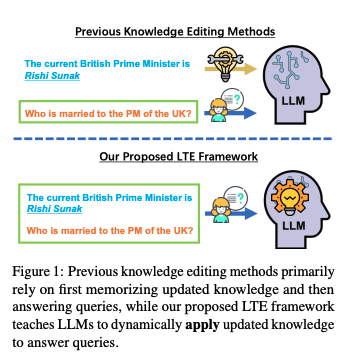 Previous Knowledge Editing Methods
The current British Prime Minister is
Rishi Sunak
Who is married to the PM of the UK?
LLM
Our Proposed LTE Framework
The current British Prime Minister is
Rishi Sunak
Who is married to the PM of the UK?
LLM
Figure 1: Previous knowledge editing methods primarily
rely on first memorizing updated knowledge and then
answering queries, while our proposed LTE framework
teaches LLMs to dynamically apply updated knowledge
to answer queries.